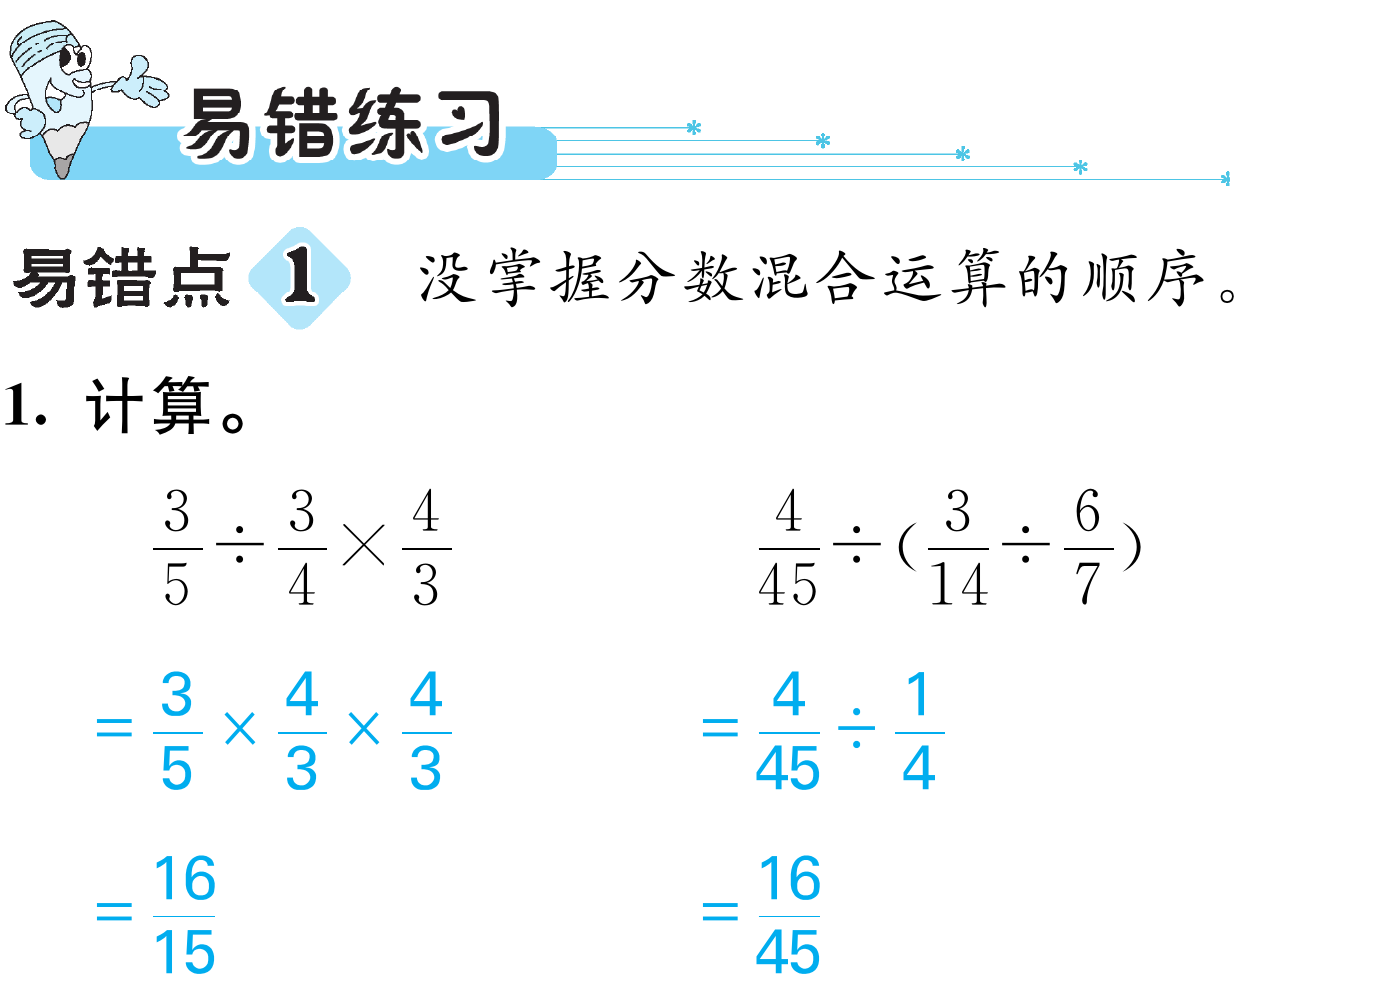 易错练习
易错点 1 没掌握分数混合运算的顺序。
1. 计算。
3/5 ÷ 3/4 × 4/3    4/45 ÷ (3/14 ÷ 6/7)
= 3/5 × 4/3 × 4/3    = 4/45 ÷ 1/4
= 16/15    = 16/45